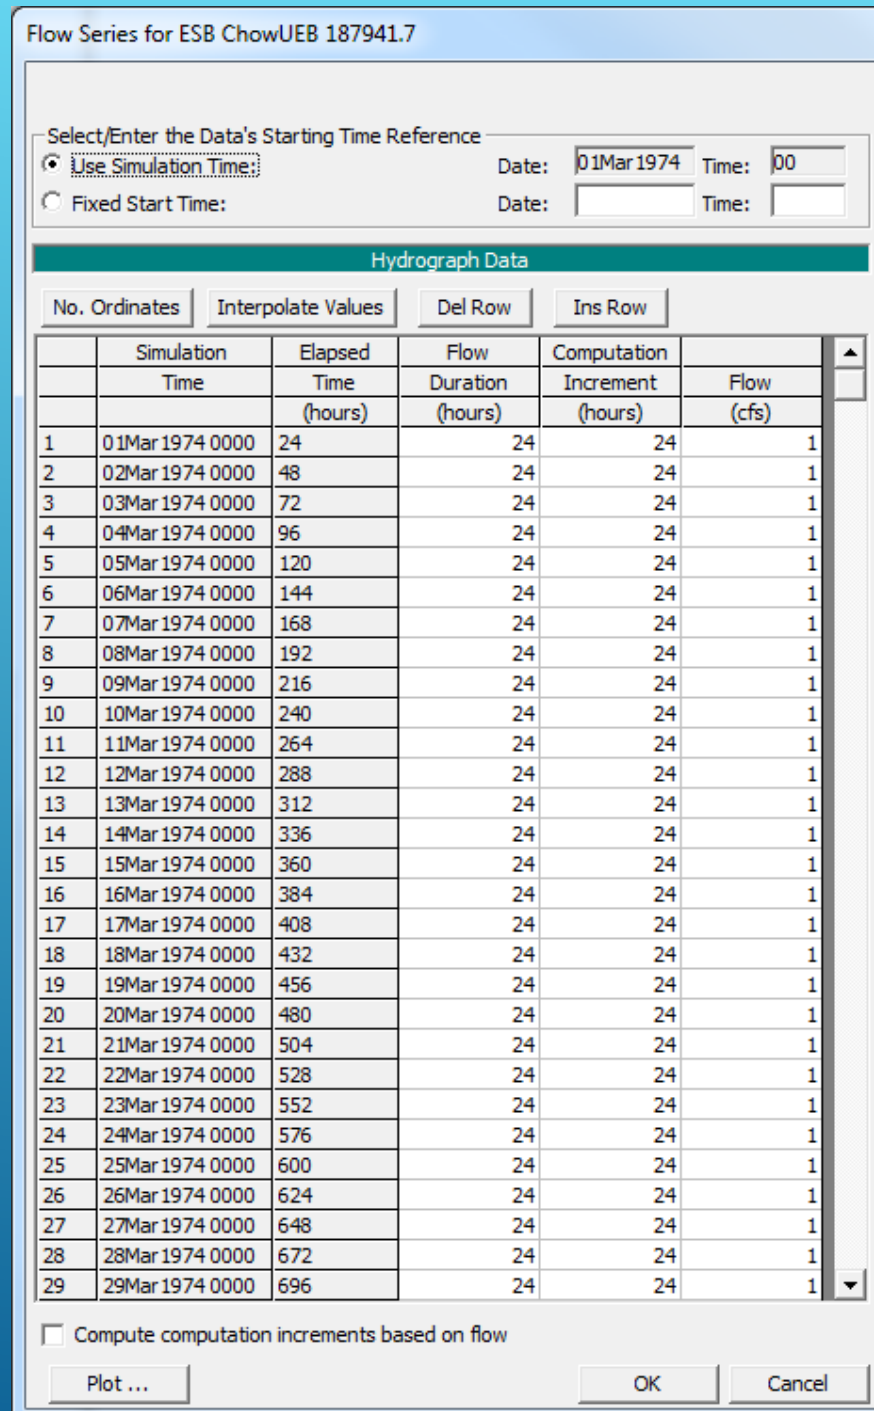 Flow Series for ESB ChowUEB 187941.7
Select/Enter the Data's Starting Time Reference
Use Simulation Time: Date: 01Mar1974 Time: 00
Fixed Start Time: Date: Time:
Hydrograph Data
No. Ordinates Interpolate Values Del Row Ins Row
Simulation Elapsed Flow Computation
Time Time Duration Increment Flow
(hours) (hours) (hours) (cfs)
1 01Mar1974 0000 24 24 24 1
2 02Mar1974 0000 48 24 24 1
3 03Mar1974 0000 72 24 24 1
4 04Mar1974 0000 96 24 24 1
5 05Mar1974 0000 120 24 24 1
6 06Mar1974 0000 144 24 24 1
7 07Mar1974 0000 168 24 24 1
8 08Mar1974 0000 192 24 24 1
9 09Mar1974 0000 216 24 24 1
10 10Mar1974 0000 240 24 24 1
11 11Mar1974 0000 264 24 24 1
12 12Mar1974 0000 288 24 24 1
13 13Mar1974 0000 312 24 24 1
14 14Mar1974 0000 336 24 24 1
15 15Mar1974 0000 360 24 24 1
16 16Mar1974 0000 384 24 24 1
17 17Mar1974 0000 408 24 24 1
18 18Mar1974 0000 432 24 24 1
19 19Mar1974 0000 456 24 24 1
20 20Mar1974 0000 480 24 24 1
21 21Mar1974 0000 504 24 24 1
22 22Mar1974 0000 528 24 24 1
23 23Mar1974 0000 552 24 24 1
24 24Mar1974 0000 576 24 24 1
25 25Mar1974 0000 600 24 24 1
26 26Mar1974 0000 624 24 24 1
27 27Mar1974 0000 648 24 24 1
28 28Mar1974 0000 672 24 24 1
29 29Mar1974 0000 696 24 24 1
Compute computation increments based on flow
Plot ... OK Cancel